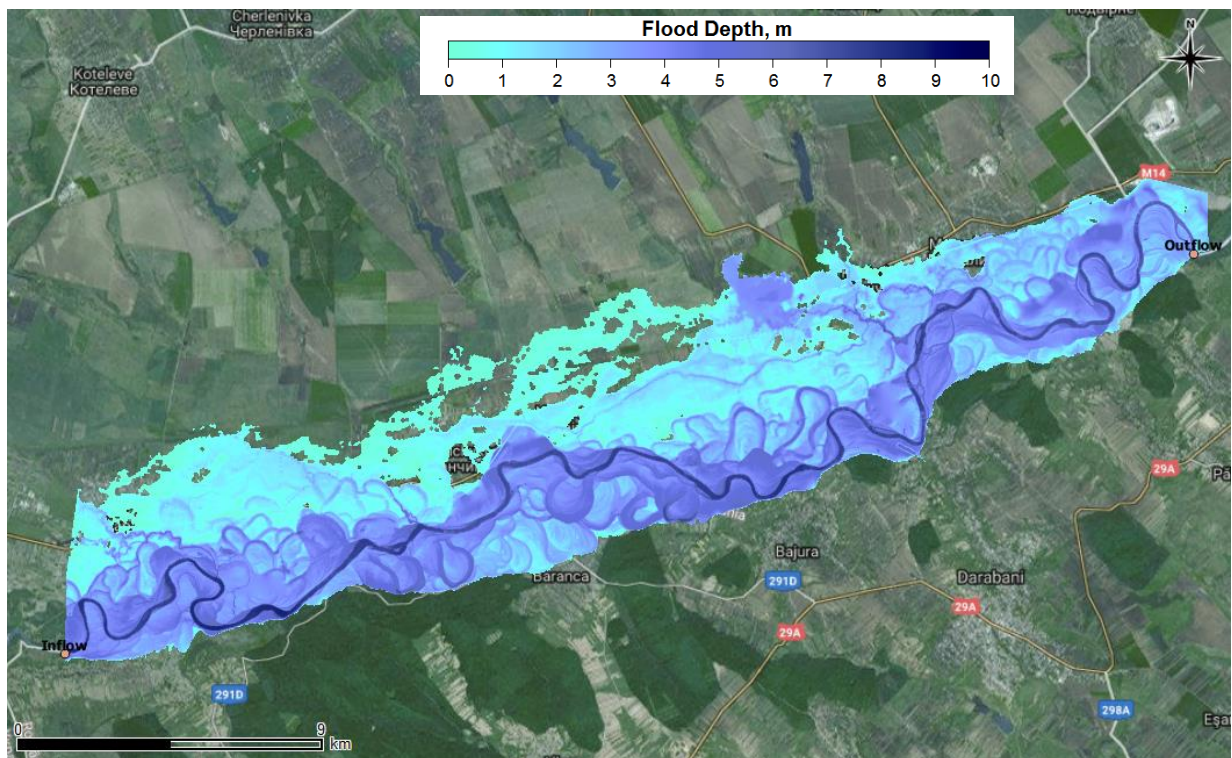 Cherlenivka
Черленівка
Koteleve
Котелеве
Flood Depth, m
0 1 2 3 4 5 6 7 8 9 10
N
M14
Outflow
29A
Baranca
Bajura
291D
Darabani
29A
29A
Inflow
291D
298A
0 9
km